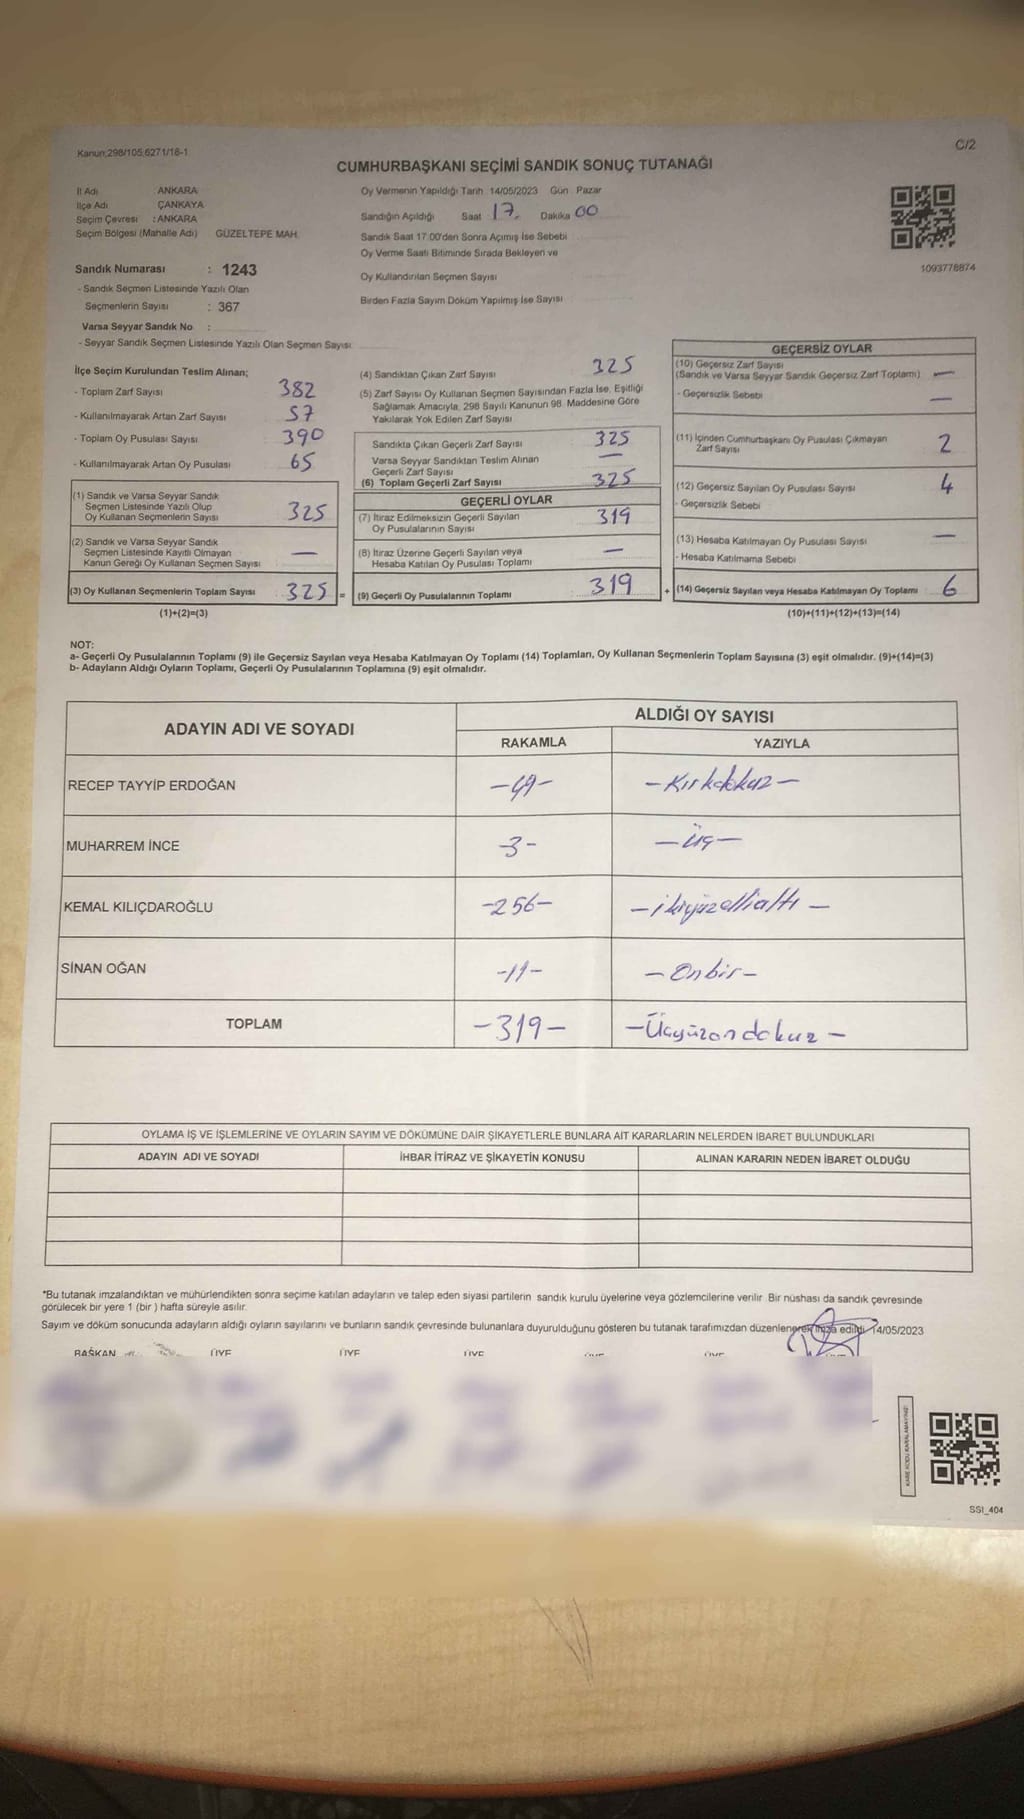 Kanun:298/105,6271/18-1
C/2
CUMHURBAŞKANI SEÇİMİ SANDIK SONUÇ TUTANAĞI
İl Adı : ANKARA
İlçe Adı : ÇANKAYA
Seçim Çevresi : ANKARA
Seçim Bölgesi (Mahalle Adı) GÜZELTEPE MAH.
Sandık Numarası : 1243
- Sandık Seçmen Listesinde Yazılı Olan
Seçmenlerin Sayısı : 367
Varsa Seyyar Sandık No :
- Seyyar Sandık Seçmen Listesinde Yazılı Olan Seçmen Sayısı:
Oy Vermenin Yapıldığı Tarih 14/05/2023 Gün Pazar
Sandığın Açıldığı Saat 17. Dakika 00
Sandık Saat 17:00'den Sonra Açımış İse Sebebi
Oy Verme Saati Bitiminde Sırada Bekleyen ve
Oy Kullandırılan Seçmen Sayısı
Birden Fazla Sayım Döküm Yapılmış İse Sayısı
1093778874
İlçe Seçim Kurulundan Teslim Alınan;
- Toplam Zarf Sayısı 382
- Kullanılmayarak Artan Zarf Sayısı 57
- Toplam Oy Pusulası Sayısı 390
- Kullanılmayarak Artan Oy Pusulası 65
(1) Sandık ve Varsa Seyyar Sandık
Seçmen Listesinde Yazılı Olup
Oy Kullanan Seçmenlerin Sayısı 325
(2) Sandık ve Varsa Seyyar Sandık
Seçmen Listesinde Kayıtlı Olmayan
Kanun Gereği Oy Kullanan Seçmen Sayısı —
(3) Oy Kullanan Seçmenlerin Toplam Sayısı 325 =
(1)+(2)=(3)
(4) Sandıktan Çıkan Zarf Sayısı 325
(5) Zarf Sayısı Oy Kullanan Seçmen Sayısından Fazla İse, Eşitliği
Sağlamak Amacıyla, 298 Sayılı Kanunun 98. Maddesine Göre
Yakılarak Yok Edilen Zarf Sayısı
Sandıkta Çıkan Geçerli Zarf Sayısı 325
Varsa Seyyar Sandıktan Teslim Alınan
Geçerli Zarf Sayısı —
(6) Toplam Geçerli Zarf Sayısı 325
GEÇERLİ OYLAR
(7) İtiraz Edilmeksizin Geçerli Sayılan
Oy Pusulalarının Sayısı 319
(8) İtiraz Üzerine Geçerli Sayılan veya
Hesaba Katılan Oy Pusulası Toplamı —
(9) Geçerli Oy Pusulalarının Toplamı 319 +
GEÇERSİZ OYLAR
(10) Geçersiz Zarf Sayısı
(Sandık ve Varsa Seyyar Sandık Geçersiz Zarf Toplamı) —
- Geçersizlik Sebebi —
(11) İçinden Cumhurbaşkanı Oy Pusulası Çıkmayan
Zarf Sayısı 2
(12) Geçersiz Sayılan Oy Pusulası Sayısı 4
- Geçersizlik Sebebi
(13) Hesaba Katılmayan Oy Pusulası Sayısı —
- Hesaba Katılmama Sebebi
(14) Geçersiz Sayılan veya Hesaba Katılmayan Oy Toplamı 6
(10)+(11)+(12)+(13)=(14)
NOT:
a- Geçerli Oy Pusulalarının Toplamı (9) ile Geçersiz Sayılan veya Hesaba Katılmayan Oy Toplamı (14) Toplamları, Oy Kullanan Seçmenlerin Toplam Sayısına (3) eşit olmalıdır. (9)+(14)=(3)
b- Adayların Aldığı Oyların Toplamı, Geçerli Oy Pusulalarının Toplamına (9) eşit olmalıdır.
ADAYIN ADI VE SOYADI
ALDIĞI OY SAYISI
RAKAMLA YAZIYLA
RECEP TAYYİP ERDOĞAN -49- -Kırkdokuz-
MUHARREM İNCE -3- -Üç-
KEMAL KILIÇDAROĞLU -256- -ikiyüzellialtı-
SİNAN OĞAN -11- -Onbir-
TOPLAM -319- -Üçyüzondokuz-
OYLAMA İŞ VE İŞLEMLERİNE VE OYLARIN SAYIM VE DÖKÜMÜNE DAİR ŞİKAYETLERLE BUNLARA AİT KARARLARIN NELERDEN İBARET BULUNDUKLARI
ADAYIN ADI VE SOYADI İHBAR İTİRAZ VE ŞİKAYETİN KONUSU ALINAN KARARIN NEDEN İBARET OLDUĞU
*Bu tutanak imzalandıktan ve mühürlendikten sonra seçime katılan adayların ve talep eden siyasi partilerin sandık kurulu üyelerine veya gözlemcilerine verilir. Bir nüshası da sandık çevresinde
görülecek bir yere 1 (bir) hafta süreyle asılır.
Sayım ve döküm sonucunda adayların aldığı oyların sayılarını ve bunların sandık çevresinde bulunanlara duyurulduğunu gösteren bu tutanak tarafımızdan düzenlenerek imza edildi. 14/05/2023
BAŞKAN ÜYE ÜYE ÜYE
KARE KODU KARALAMAYINIZ!
SSI_404